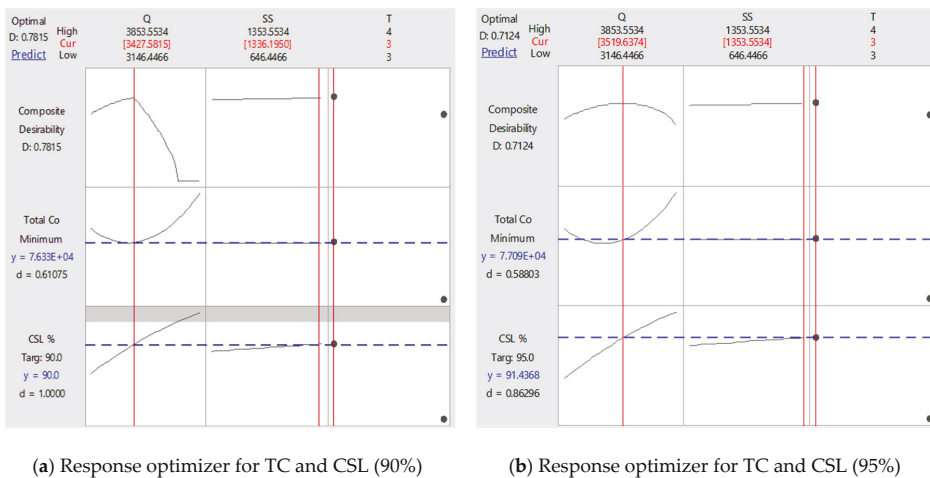 Optimal
D: 0.7815
Predict
High
Cur
Low
Q
3853.5534
[3427.5815]
3146.4466
SS
1353.5534
[1336.1950]
646.4466
T
4
3
3
Composite
Desirability
D: 0.7815
Total Co
Minimum
y = 7.633E+04
d = 0.61075
CSL %
Targ: 90.0
y = 90.0
d = 1.0000
(a) Response optimizer for TC and CSL (90%)
Optimal
D: 0.7124
Predict
High
Cur
Low
Q
3853.5534
[3519.6374]
3146.4466
SS
1353.5534
[1353.5534]
646.4466
T
4
3
3
Composite
Desirability
D: 0.7124
Total Co
Minimum
y = 7.709E+04
d = 0.58803
CSL %
Targ: 95.0
y = 91.4368
d = 0.86296
(b) Response optimizer for TC and CSL (95%)